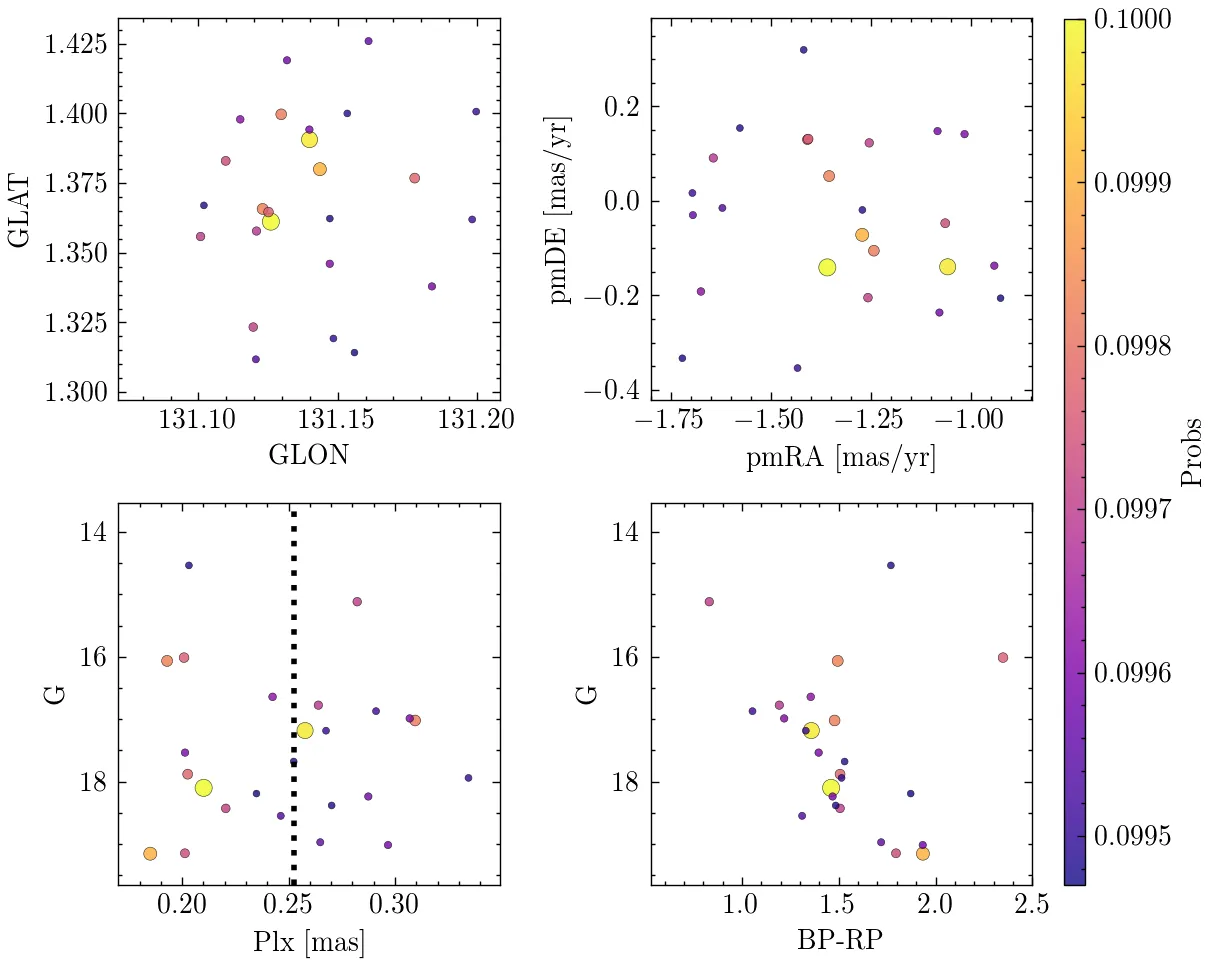 1.425
1.400
1.375
1.350
1.325
1.300
GLAT
131.10 131.15 131.20
GLON
0.2
0.0
−0.2
−0.4
pmDE [mas/yr]
−1.75 −1.50 −1.25 −1.00
pmRA [mas/yr]
14
16
18
G
0.20 0.25 0.30
Plx [mas]
14
16
18
G
1.0 1.5 2.0 2.5
BP-RP
0.1000
0.0999
0.0998
0.0997
0.0996
0.0995
Probs